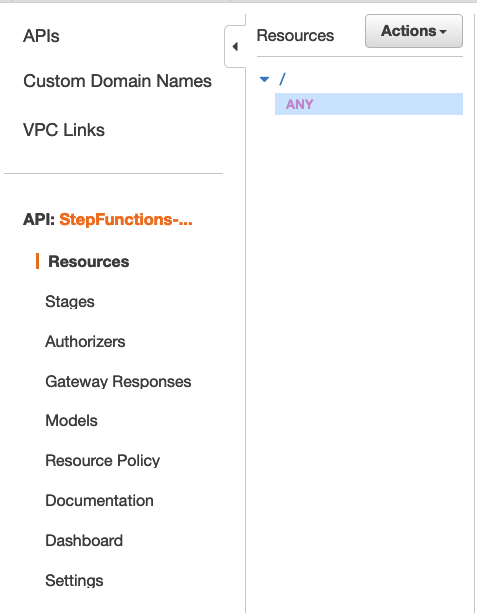 APIs
Custom Domain Names
VPC Links
API: StepFunctions-...
Resources
Stages
Authorizers
Gateway Responses
Models
Resource Policy
Documentation
Dashboard
Settings
Resources
Actions
/
ANY